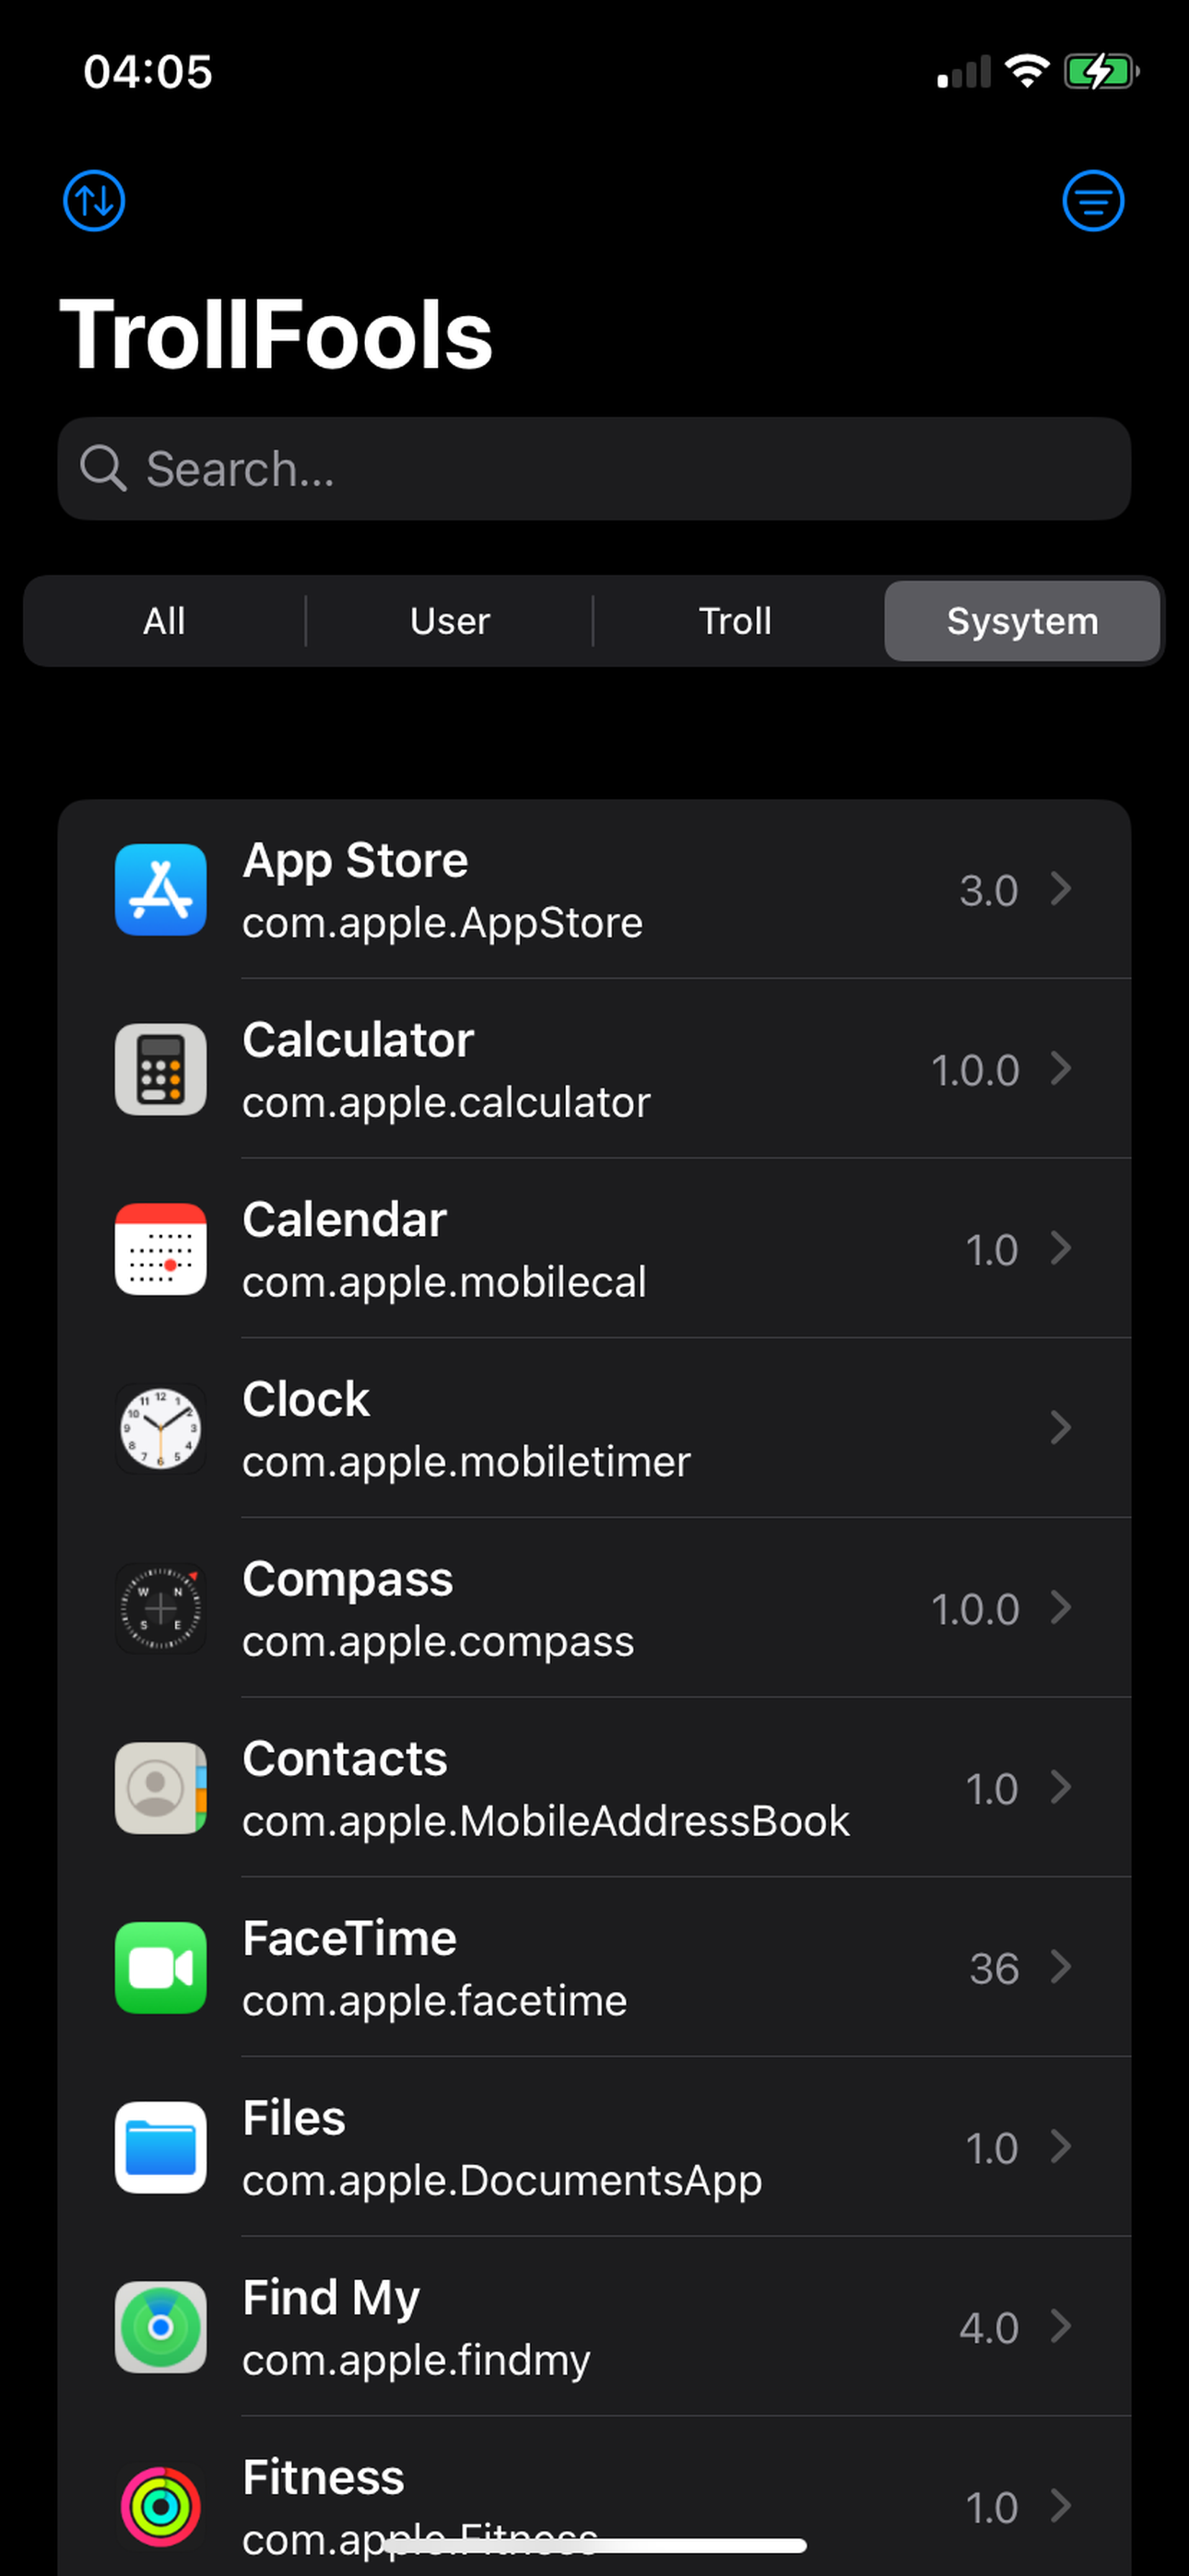 04:05
TrollFools
Search...
All User Troll Sysytem
App Store
com.apple.AppStore
3.0
Calculator
com.apple.calculator
1.0.0
Calendar
com.apple.mobilecal
1.0
Clock
com.apple.mobiletimer
Compass
com.apple.compass
1.0.0
Contacts
com.apple.MobileAddressBook
1.0
FaceTime
com.apple.facetime
36
Files
com.apple.DocumentsApp
1.0
Find My
com.apple.findmy
4.0
Fitness
com.apple.Fitness
1.0